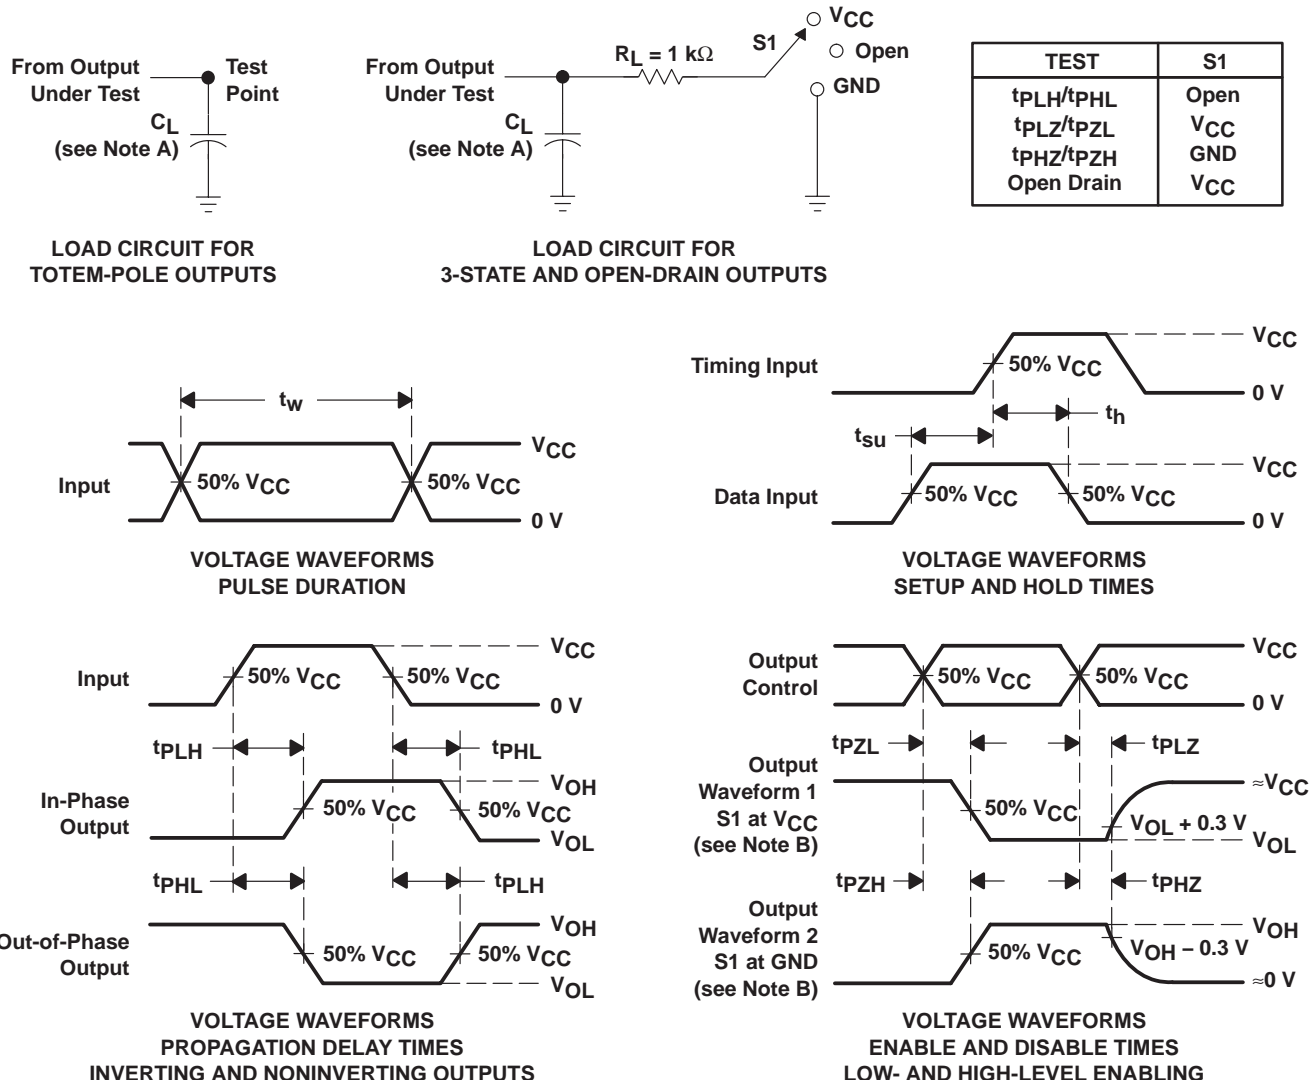 From Output
Under Test
Test
Point
CL
(see Note A)
LOAD CIRCUIT FOR
TOTEM-POLE OUTPUTS
From Output
Under Test
RL = 1 kΩ
S1
VCC
Open
GND
CL
(see Note A)
LOAD CIRCUIT FOR
3-STATE AND OPEN-DRAIN OUTPUTS
TEST S1
tPLH/tPHL Open
tPLZ/tPZL VCC
tPHZ/tPZH GND
Open Drain VCC
tw
Input
50% VCC
50% VCC
VCC
0 V
VOLTAGE WAVEFORMS
PULSE DURATION
Timing Input
50% VCC
VCC
0 V
th
tsu
Data Input
50% VCC
50% VCC
VCC
0 V
VOLTAGE WAVEFORMS
SETUP AND HOLD TIMES
Input
50% VCC
50% VCC
VCC
0 V
tPLH
tPHL
In-Phase
Output
50% VCC
50% VCC
VOH
VOL
tPHL
tPLH
Out-of-Phase
Output
50% VCC
50% VCC
VOH
VOL
VOLTAGE WAVEFORMS
PROPAGATION DELAY TIMES
INVERTING AND NONINVERTING OUTPUTS
Output
Control
50% VCC
50% VCC
VCC
0 V
tPZL
tPLZ
Output
Waveform 1
S1 at VCC
(see Note B)
50% VCC
VOL + 0.3 V
≈VCC
VOL
tPZH
tPHZ
Output
Waveform 2
S1 at GND
(see Note B)
50% VCC
VOH − 0.3 V
VOH
≈0 V
VOLTAGE WAVEFORMS
ENABLE AND DISABLE TIMES
LOW- AND HIGH-LEVEL ENABLING